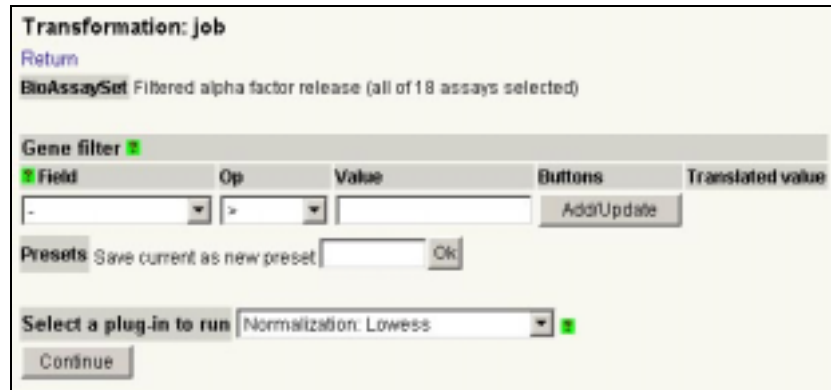 Transformation: job
Return
BioAssaySet Filtered alpha factor release (all of 18 assays selected)
Gene filter ?
? Field Op Value Buttons Translated value
- > Add/Update
Presets Save current as new preset Ok
Select a plug-in to run Normalization: Lowess ?
Continue